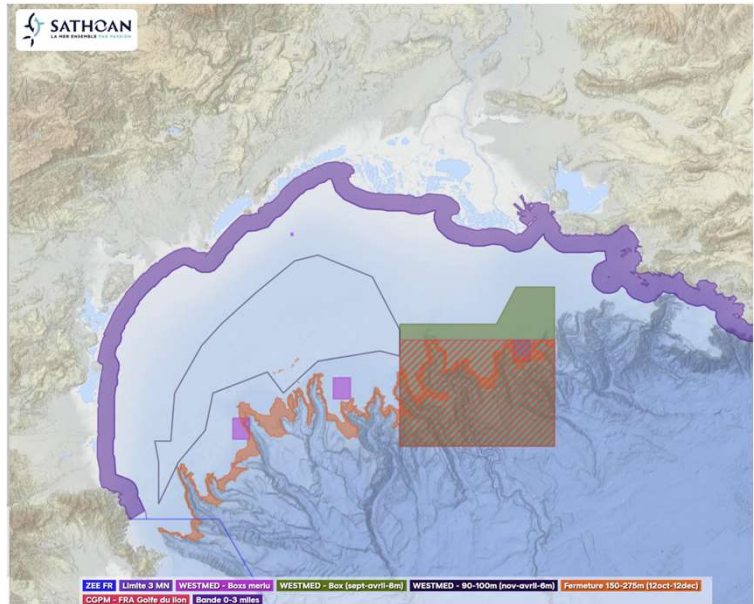 SATHOAN
LA MER ENSEMBLE PAR PASSION
ZEE FR Limite 3 MN WESTMED - Boxs merlu WESTMED - Box (sept-avril-8m) WESTMED - 90-100m (nov-avril-6m) Fermeture 150-275m (12oct-12dec)
CGPM - FRA Golfe du lion Bande 0-3 miles